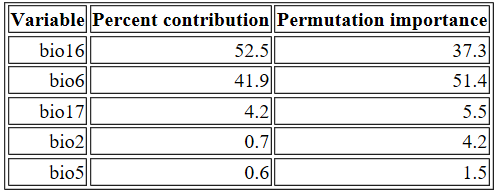 Variable Percent contribution Permutation importance
bio16 52.5 37.3
bio6 41.9 51.4
bio17 4.2 5.5
bio2 0.7 4.2
bio5 0.6 1.5